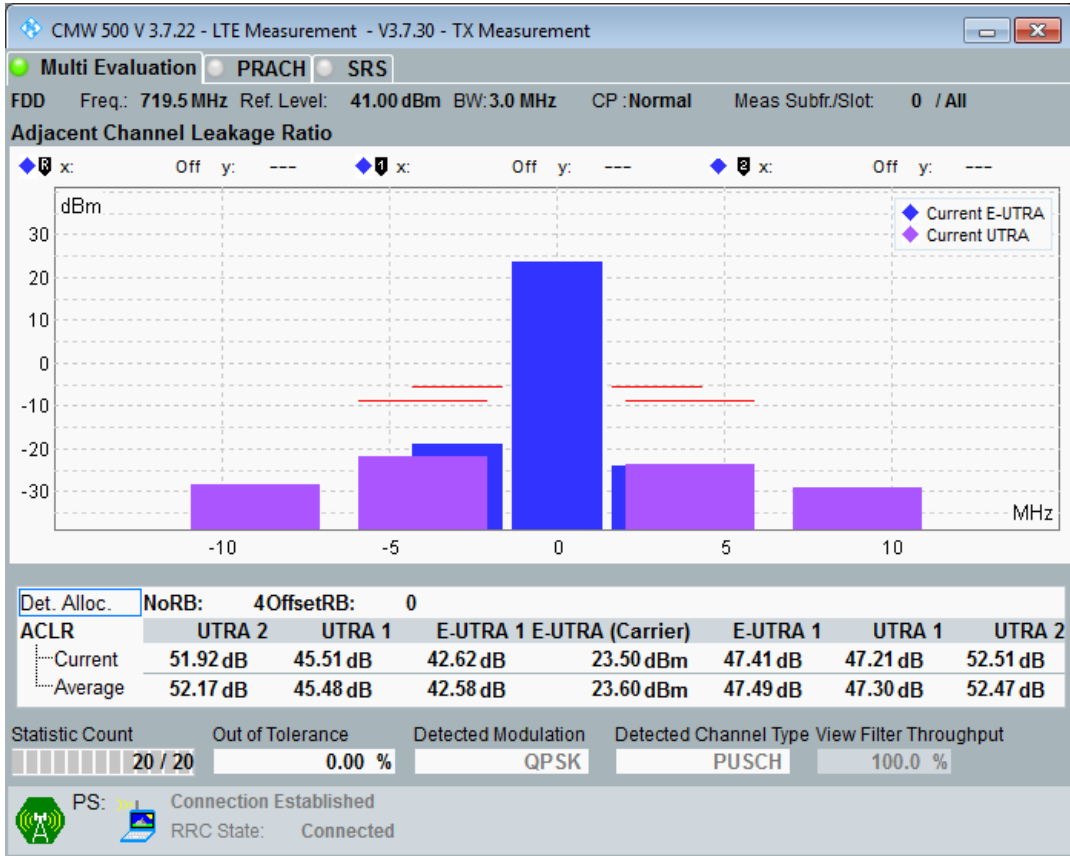 CMW 500 V 3.7.22 - LTE Measurement - V3.7.30 - TX Measurement
Multi Evaluation PRACH SRS
FDD Freq.: 719.5 MHz Ref. Level: 41.00 dBm BW: 3.0 MHz CP : Normal Meas Subfr./Slot: 0 / All
Adjacent Channel Leakage Ratio
R x: Off y: --- 1 x: Off y: --- 2 x: Off y: ---
dBm
Current E-UTRA
Current UTRA
30
20
10
0
-10
-20
-30
MHz
-10 -5 0 5 10
Det. Alloc. NoRB: 4 OffsetRB: 0
ACLR UTRA 2 UTRA 1 E-UTRA 1 E-UTRA (Carrier) E-UTRA 1 UTRA 1 UTRA 2
Current 51.92 dB 45.51 dB 42.62 dB 23.50 dBm 47.41 dB 47.21 dB 52.51 dB
Average 52.17 dB 45.48 dB 42.58 dB 23.60 dBm 47.49 dB 47.30 dB 52.47 dB
Statistic Count Out of Tolerance Detected Modulation Detected Channel Type View Filter Throughput
20 / 20 0.00 % QPSK PUSCH 100.0 %
PS: Connection Established
RRC State: Connected